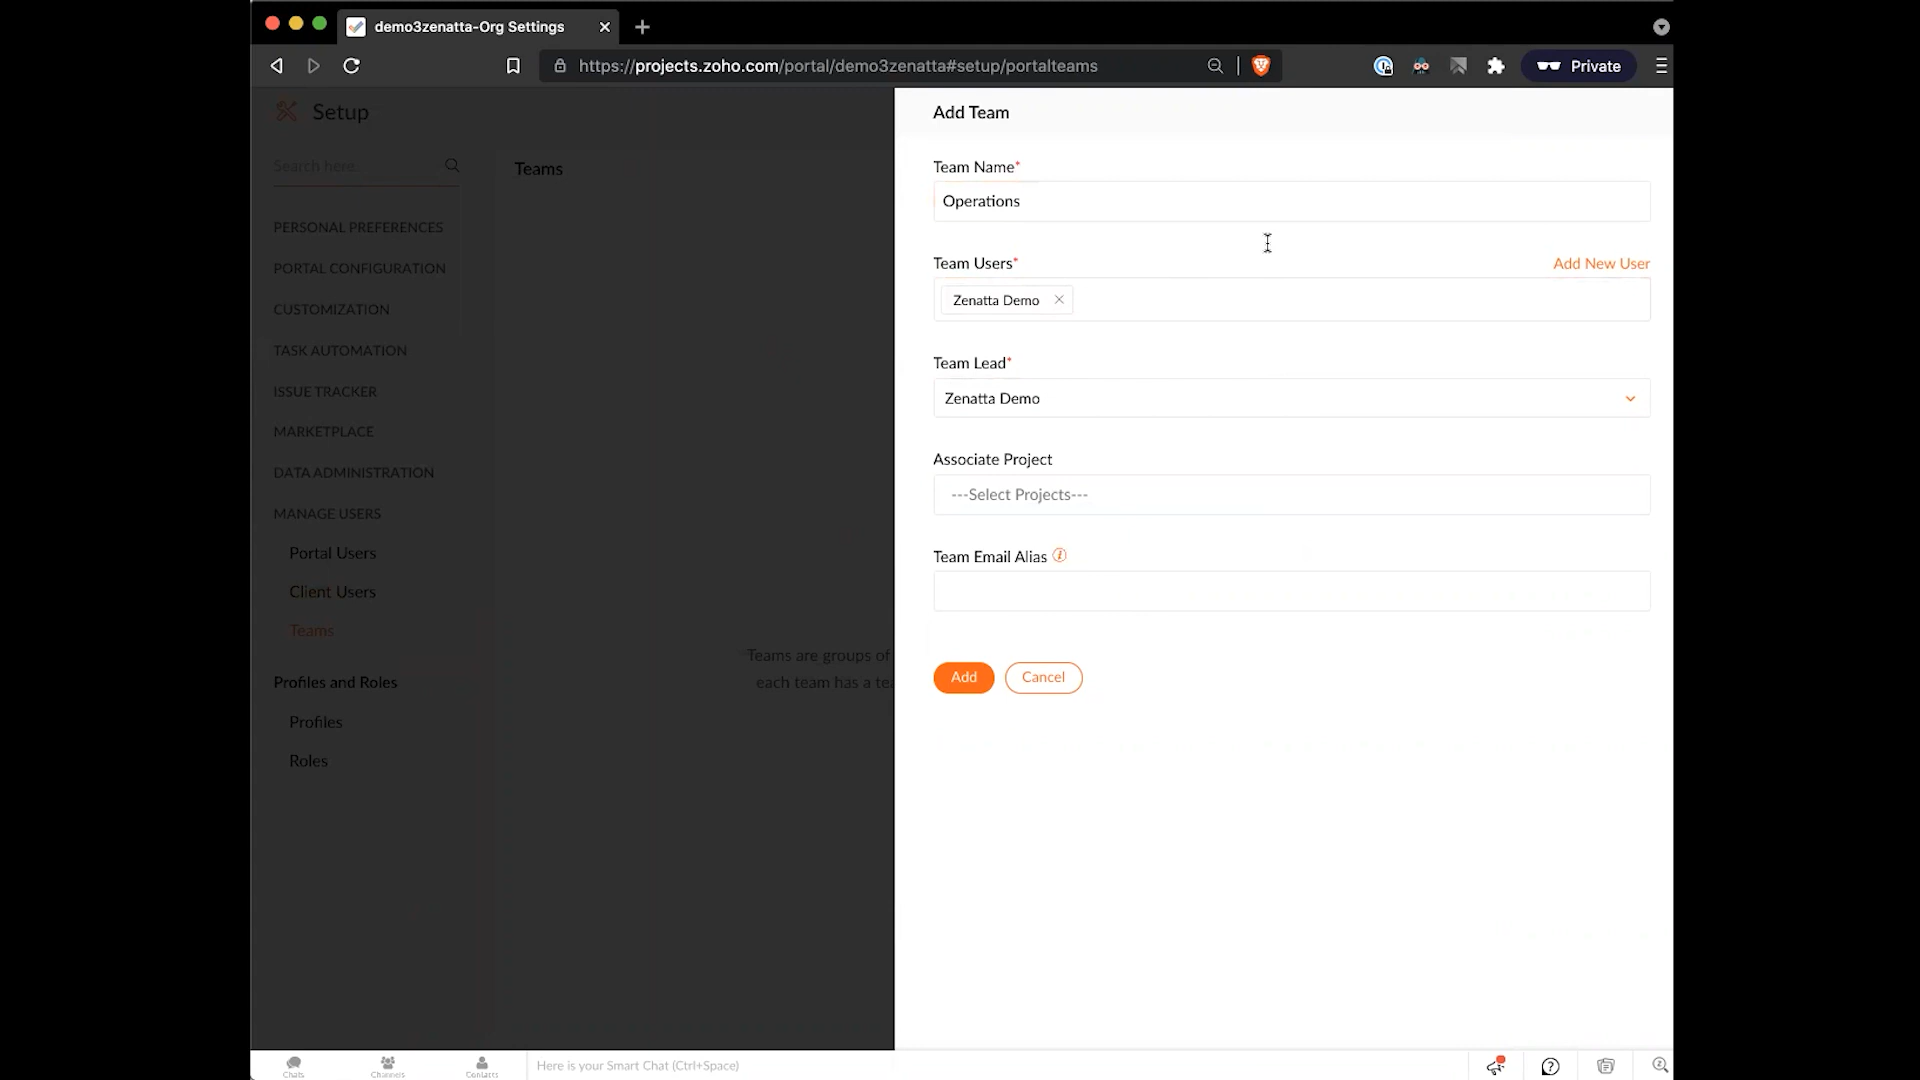 demo3zenatta-Org Settings
https://projects.zoho.com/portal/demo3zenatta#setup/portalteams
Private
Setup
Search here.
PERSONAL PREFERENCES
PORTAL CONFIGURATION
CUSTOMIZATION
TASK AUTOMATION
ISSUE TRACKER
MARKETPLACE
DATA ADMINISTRATION
MANAGE USERS
Portal Users
Client Users
Teams
Profiles and Roles
Profiles
Roles
Teams
Teams are groups of
each team has a tea
Add Team
Team Name*
Operations
Team Users*
Add New User
Zenatta Demo
Team Lead*
Zenatta Demo
Associate Project
---Select Projects---
Team Email Alias
Add
Cancel
Chats
Channels
Contacts
Here is your Smart Chat (Ctrl+Space)